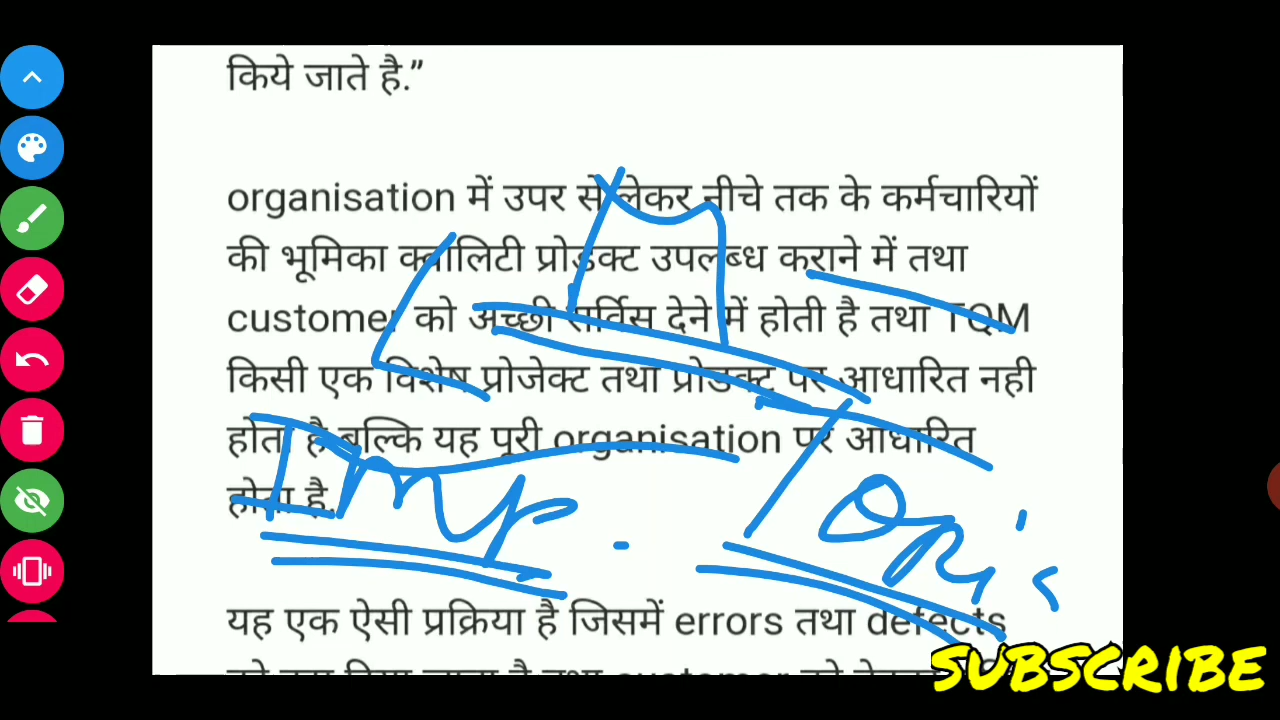 किये जाते है.”
organisation में उपर से लेकर नीचे तक के कर्मचारियों
की भूमिका क्वालिटी प्रोडक्ट उपलब्ध कराने में तथा
customer को अच्छी सर्विस देने में होती है तथा TQM
किसी एक विशेष प्रोजेक्ट तथा प्रोडक्ट पर आधारित नही
होता है बल्कि यह पूरी organisation पर आधारित
होता है.
Imp. Topic
यह एक ऐसी प्रक्रिया है जिसमें errors तथा defects
SUBSCRIBE